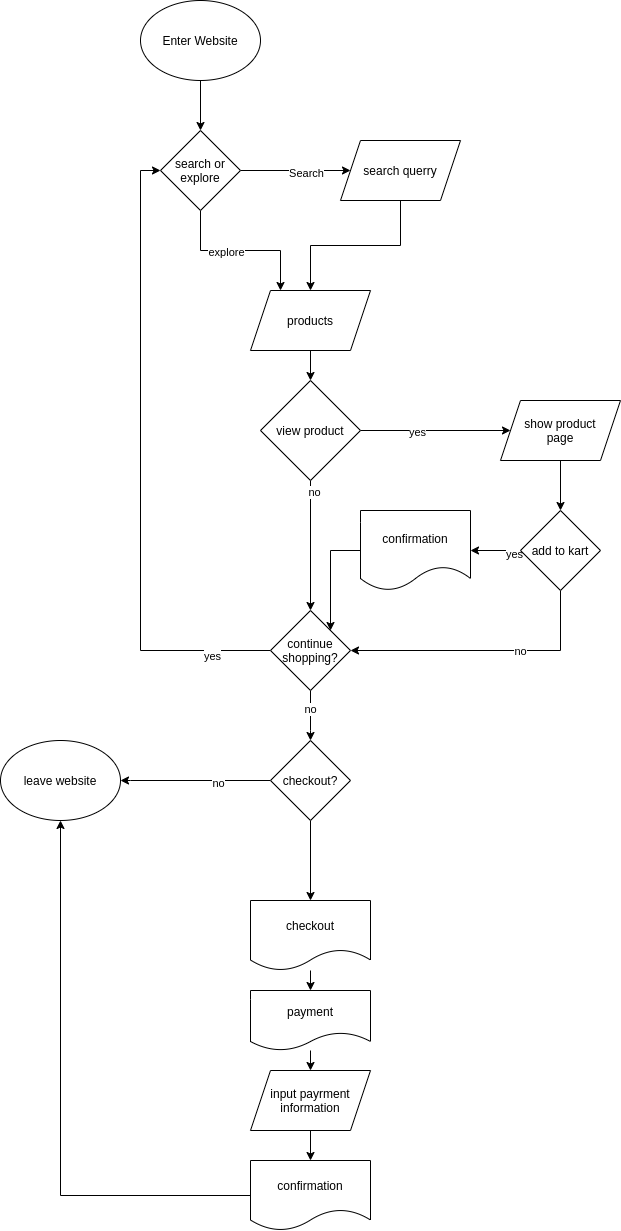 Enter Website
search or
explore
Search
search querry
explore
products
view product
yes
show product
page
no
confirmation
yes
add to kart
continue
shopping?
yes
no
no
leave website
no
checkout?
checkout
payment
input payrment
information
confirmation